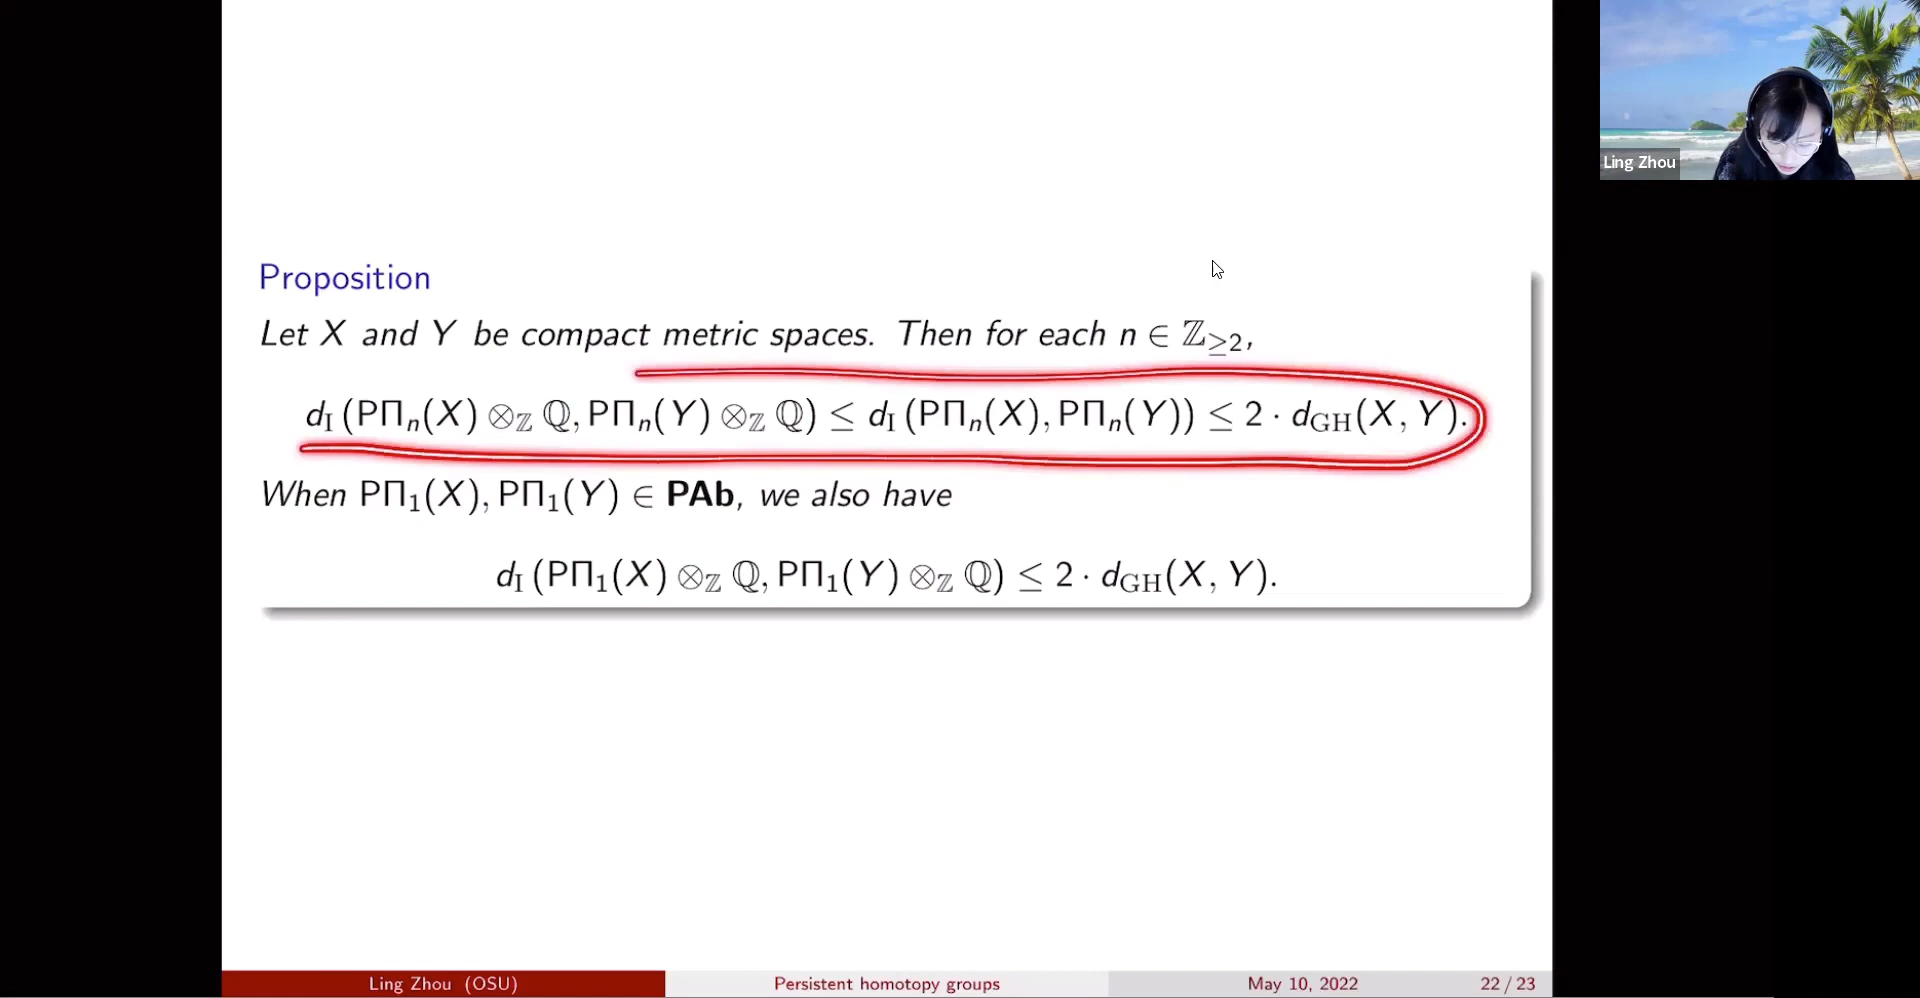 Ling Zhou
Proposition
Let X and Y be compact metric spaces. Then for each n ∈ ℤ≥2,
dI (PΠn(X) ⊗ℤ ℚ, PΠn(Y) ⊗ℤ ℚ) ≤ dI (PΠn(X), PΠn(Y)) ≤ 2 · dGH(X, Y).
When PΠ1(X), PΠ1(Y) ∈ PAb, we also have
dI (PΠ1(X) ⊗ℤ ℚ, PΠ1(Y) ⊗ℤ ℚ) ≤ 2 · dGH(X, Y).
Ling Zhou (OSU) Persistent homotopy groups May 10, 2022 22 / 23